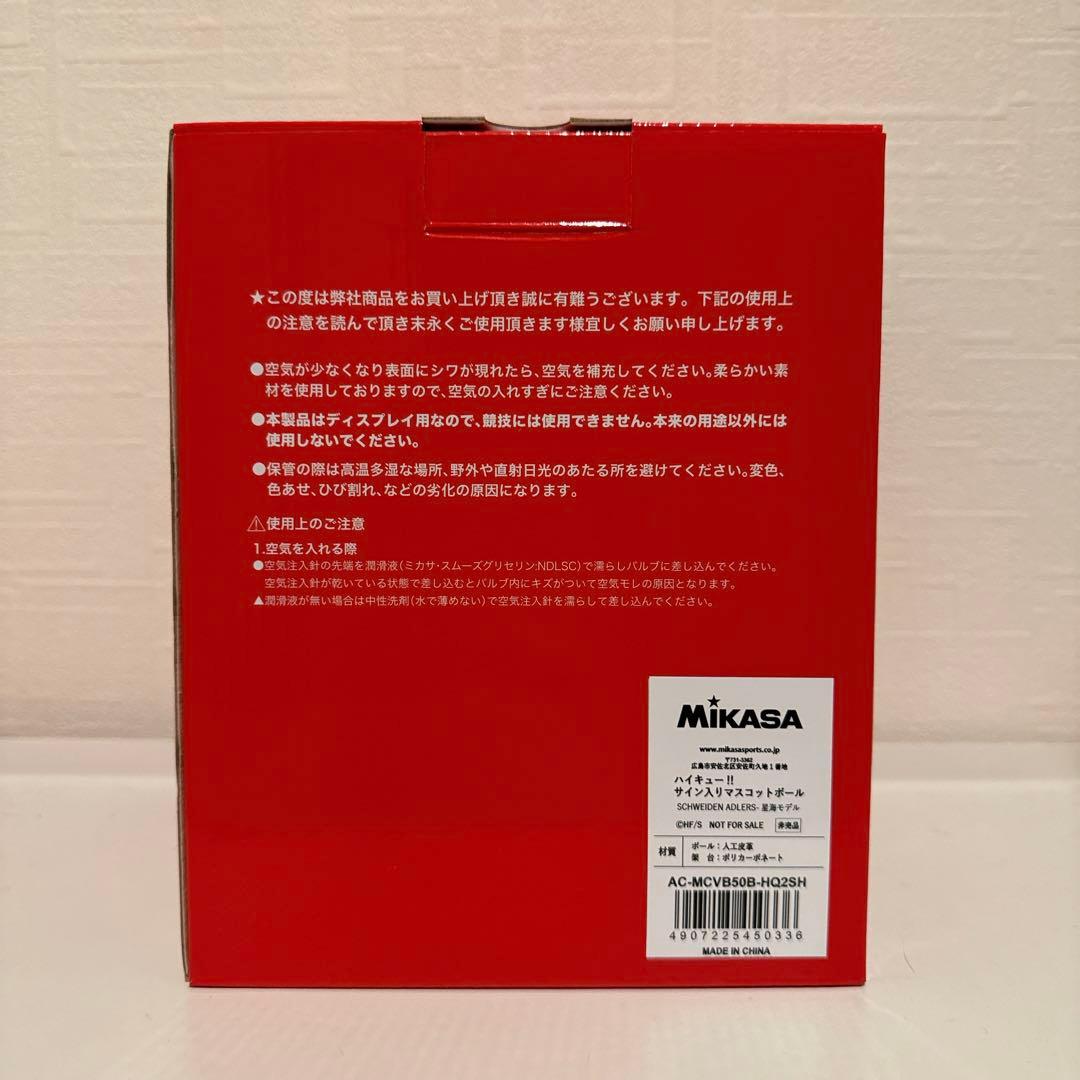 ★この度は弊社商品をお買い上げ頂き誠に有難うございます。下記の使用上
の注意を読んで頂き末永くご使用頂きます様宜しくお願い申し上げます。
●空気が少なくなり表面にシワが現れたら、空気を補充してください。柔らかい素
材を使用しておりますので、空気の入れすぎにご注意ください。
●本製品はディスプレイ用なので、競技には使用できません。本来の用途以外には
使用しないでください。
●保管の際は高温多湿な場所、野外や直射日光のあたる所を避けてください。変色、
色あせ、ひび割れ、などの劣化の原因になります。
⚠使用上のご注意
1.空気を入れる際
●空気注入針の先端を潤滑液(ミカサ・スムーズグリセリン:NDLSC)で濡らしバルブに差し込んでください。
空気注入針が乾いている状態で差し込むとバルブ内にキズがついて空気モレの原因となります。
▲潤滑液が無い場合は中性洗剤(水で薄めない)で空気注入針を濡らして差し込んでください。
MiKASA
www.mikasasports.co.jp
〒731-3362
広島市安佐北区安佐町久地1番地
ハイキュー!!
サイン入りマスコットボール
SCHWEIDEN ADLERS- 星海モデル
©HF/S NOT FOR SALE 非売品
材質
ボール:人工皮革
架 台:ポリカーボネート
AC-MCVB50B-HQ2SH
4907225450336
MADE IN CHINA